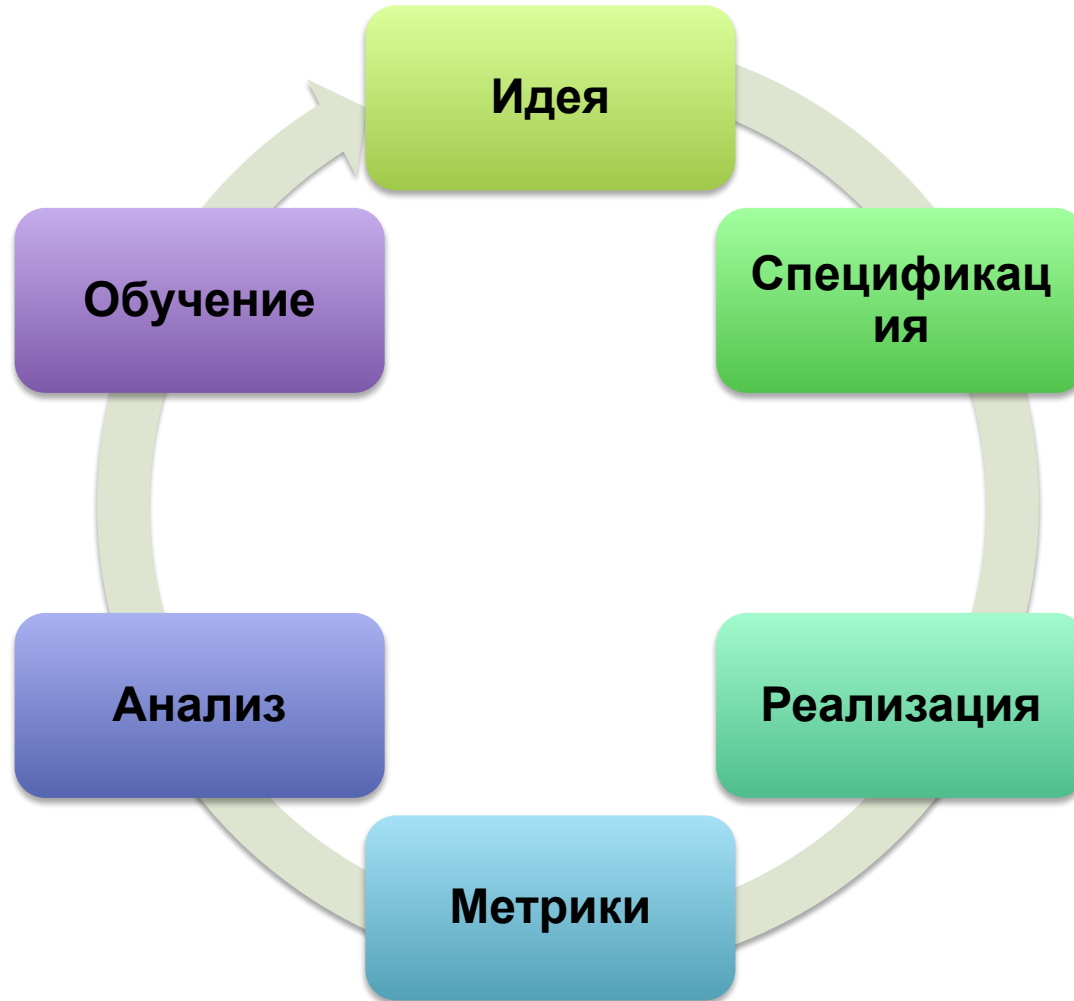 Идея
Спецификац
ия
Реализация
Метрики
Анализ
Обучение